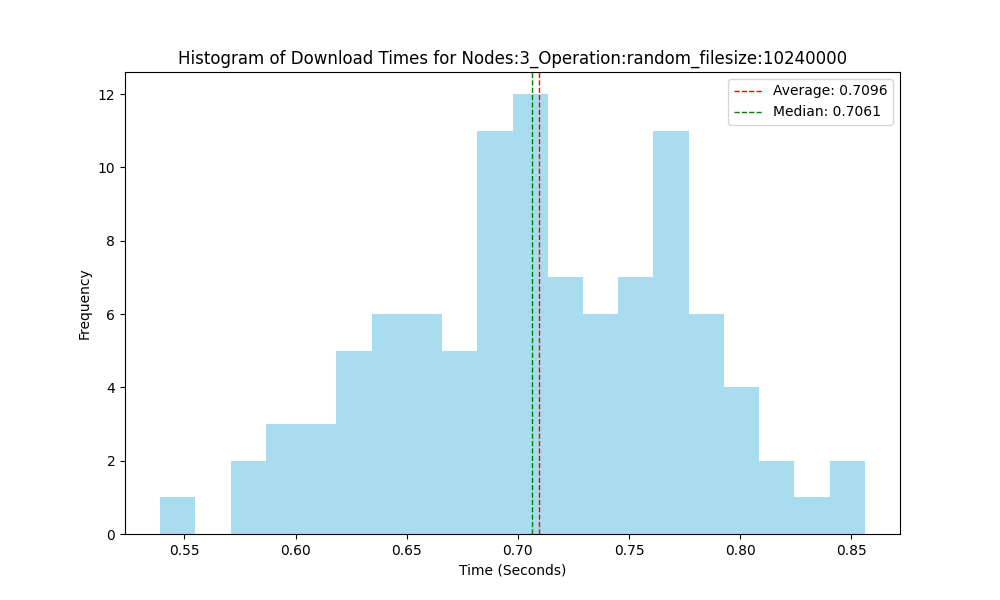 Histogram of Download Times for Nodes:3_Operation:random_filesize:10240000
Average: 0.7096
Median: 0.7061
12
10
8
6
4
2
0
Frequency
0.55 0.60 0.65 0.70 0.75 0.80 0.85
Time (Seconds)